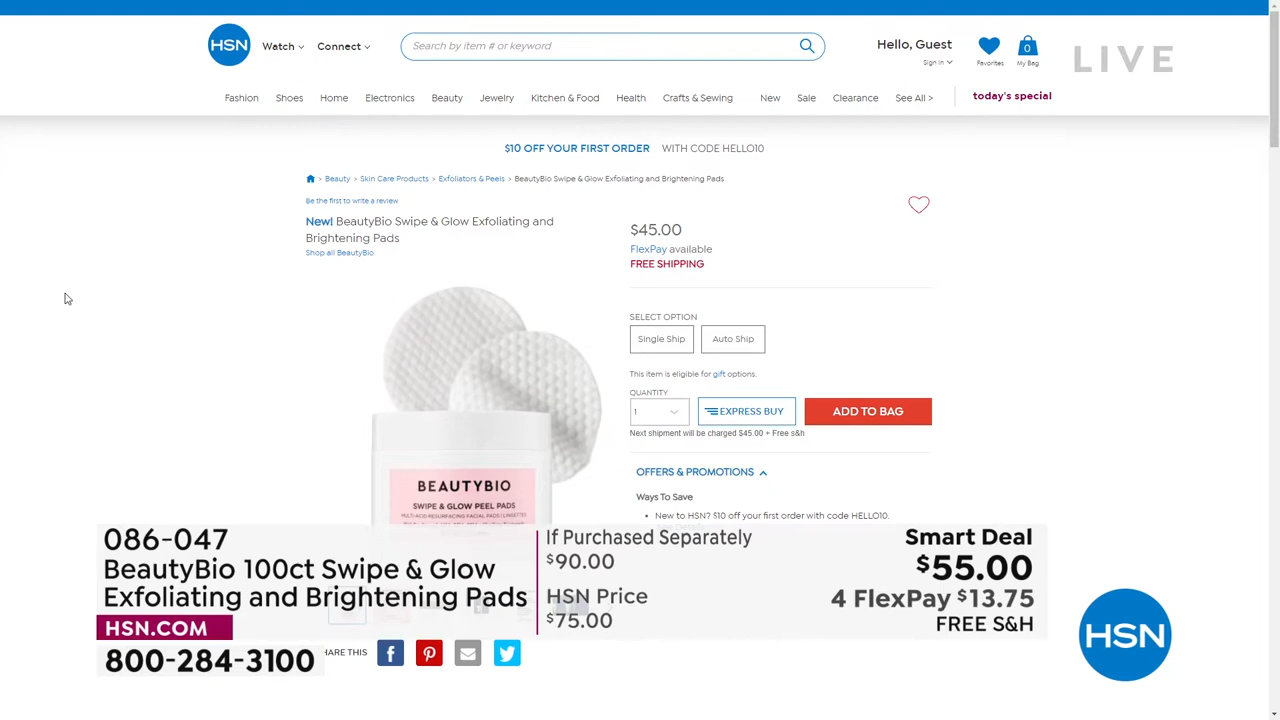 HSN
Watch
Connect
Search by item # or keyword
Hello, Guest
Sign In
Favorites
0
My Bag
LIVE
Fashion
Shoes
Home
Electronics
Beauty
Jewelry
Kitchen & Food
Health
Crafts & Sewing
New
Sale
Clearance
See All >
today's special
$10 OFF YOUR FIRST ORDER WITH CODE HELLO10
> Beauty > Skin Care Products > Exfoliators & Peels > BeautyBio Swipe & Glow Exfoliating and Brightening Pads
Be the first to write a review
New! BeautyBio Swipe & Glow Exfoliating and
Brightening Pads
Shop all BeautyBio
$45.00
FlexPay available
FREE SHIPPING
SELECT OPTION
Single Ship
Auto Ship
This item is eligible for gift options.
QUANTITY
1
EXPRESS BUY
ADD TO BAG
Next shipment will be charged $45.00 + Free s&h
OFFERS & PROMOTIONS
Ways To Save
• New to HSN? $10 off your first order with code HELLO10.
BEAUTYBIO
SWIPE & GLOW PEEL PADS
MULTI-ACID RESURFACING FACIAL PADS | LINGETTES
086-047
BeautyBio 100ct Swipe & Glow
Exfoliating and Brightening Pads
HSN.COM
800-284-3100
If Purchased Separately
$90.00
HSN Price
$75.00
Smart Deal
$55.00
4 FlexPay $13.75
FREE S&H
HARE THIS
HSN